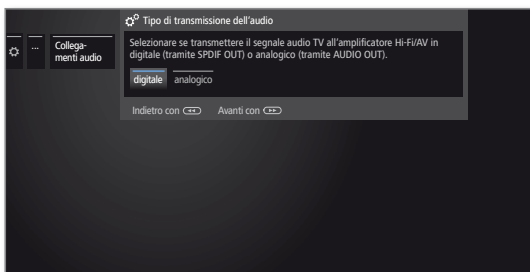 Tipo di transmissione dell'audio
...
Collega-
menti audio
Selezionare se transmettere il segnale audio TV all'amplificatore Hi-Fi/AV in
digitale (tramite SPDIF OUT) o analogico (tramite AUDIO OUT).
digitale analogico
Indietro con Avanti con